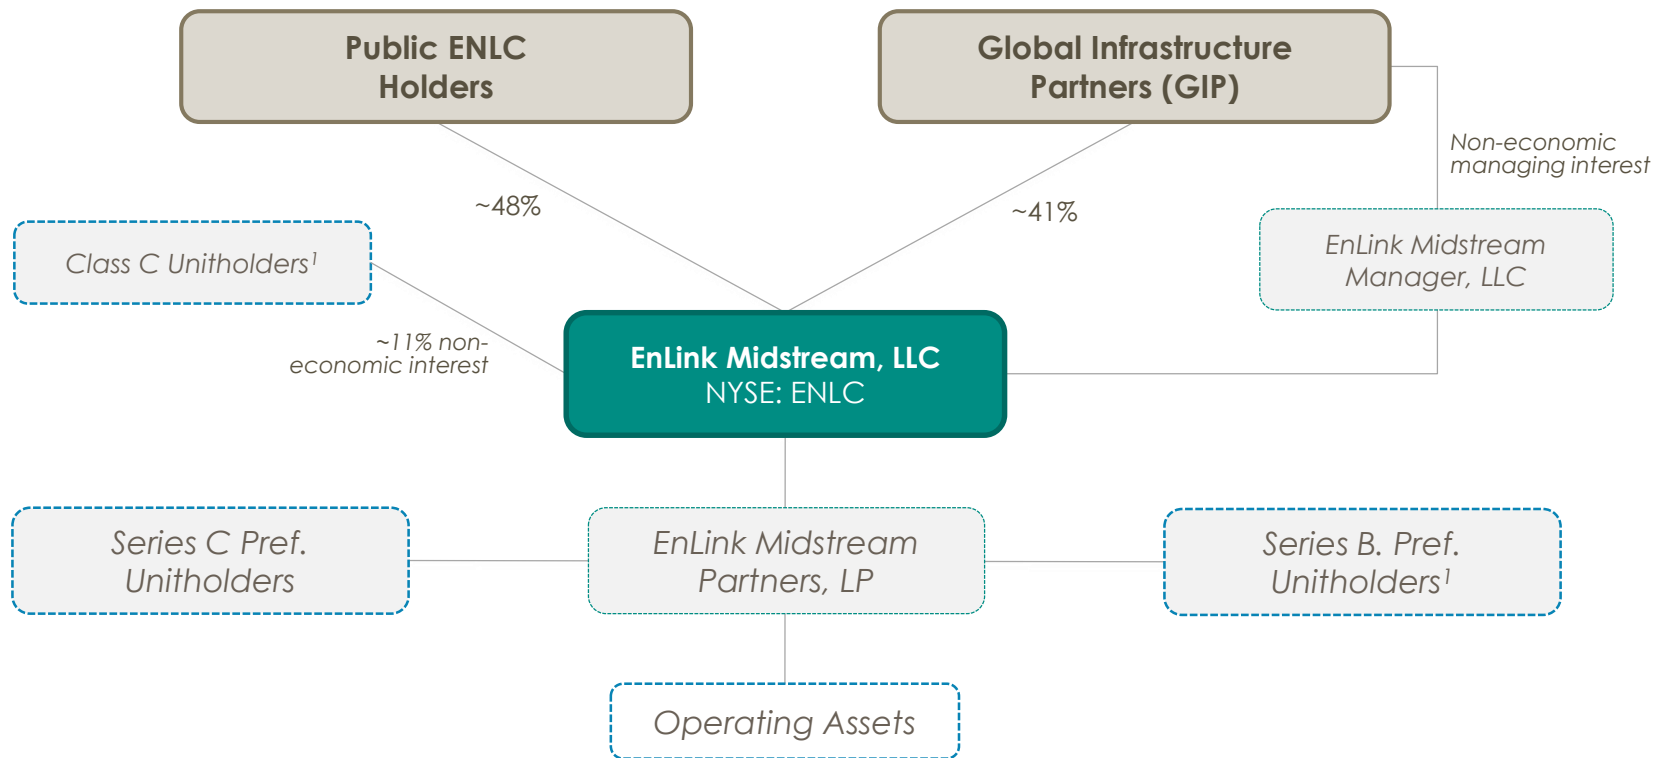 Public ENLC
Holders
Global Infrastructure
Partners (GIP)
Non-economic
managing interest
~48%
~41%
Class C Unitholders¹
EnLink Midstream
Manager, LLC
~11% non-
economic interest
EnLink Midstream, LLC
NYSE: ENLC
Series C Pref.
Unitholders
EnLink Midstream
Partners, LP
Series B. Pref.
Unitholders¹
Operating Assets